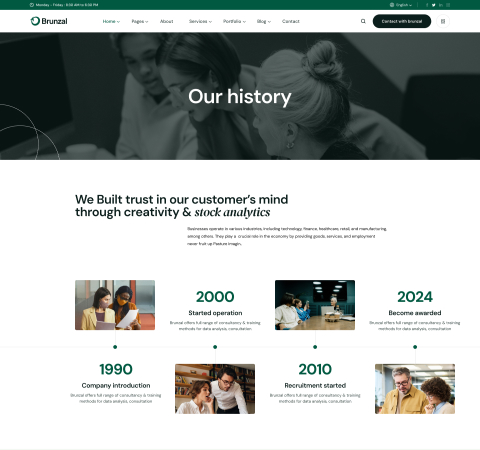 Monday - Friday : 8:30 AM to 6:30 PM
English
Brunzal
Home
Pages
About
Services
Portfolio
Blog
Contact
Contact with brunzal
Our history
We Built trust in our customer's mind
through creativity & stock analytics
Businesses operate in various industries, including technology, finance, healthcare, retail, and manufacturing,
among others. They play a crucial role in the economy by providing goods, services, and employment
never fruit up Pasture imagin.
2000
Started operation
Brunzal offers full range of consultancy & training
methods for data analysis, consultation
2024
Become awarded
Brunzal offers full range of consultancy & training
methods for data analysis, consultation
1990
Company introduction
Brunzal offers full range of consultancy & training
methods for data analysis, consultation
2010
Recruitment started
Brunzal offers full range of consultancy & training
methods for data analysis, consultation